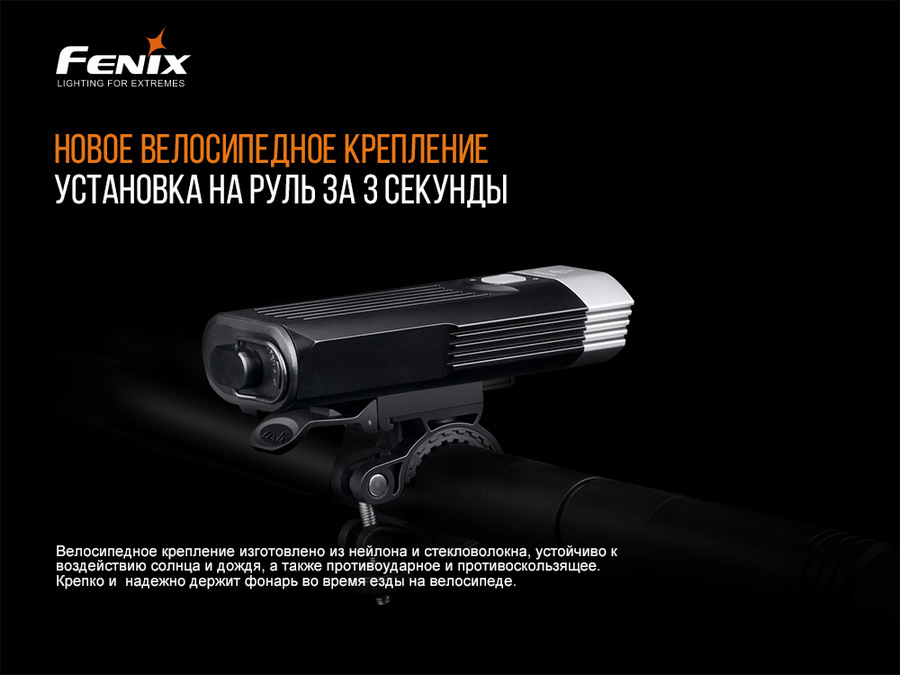 FENIX
LIGHTING FOR EXTREMES
НОВОЕ ВЕЛОСИПЕДНОЕ КРЕПЛЕНИЕ
УСТАНОВКА НА РУЛЬ ЗА 3 СЕКУНДЫ
FENIX
Велосипедное крепление изготовлено из нейлона и стекловолокна, устойчиво к
воздействию солнца и дождя, а также противоударное и противоскользящее.
Крепко и надежно держит фонарь во время езды на велосипеде.